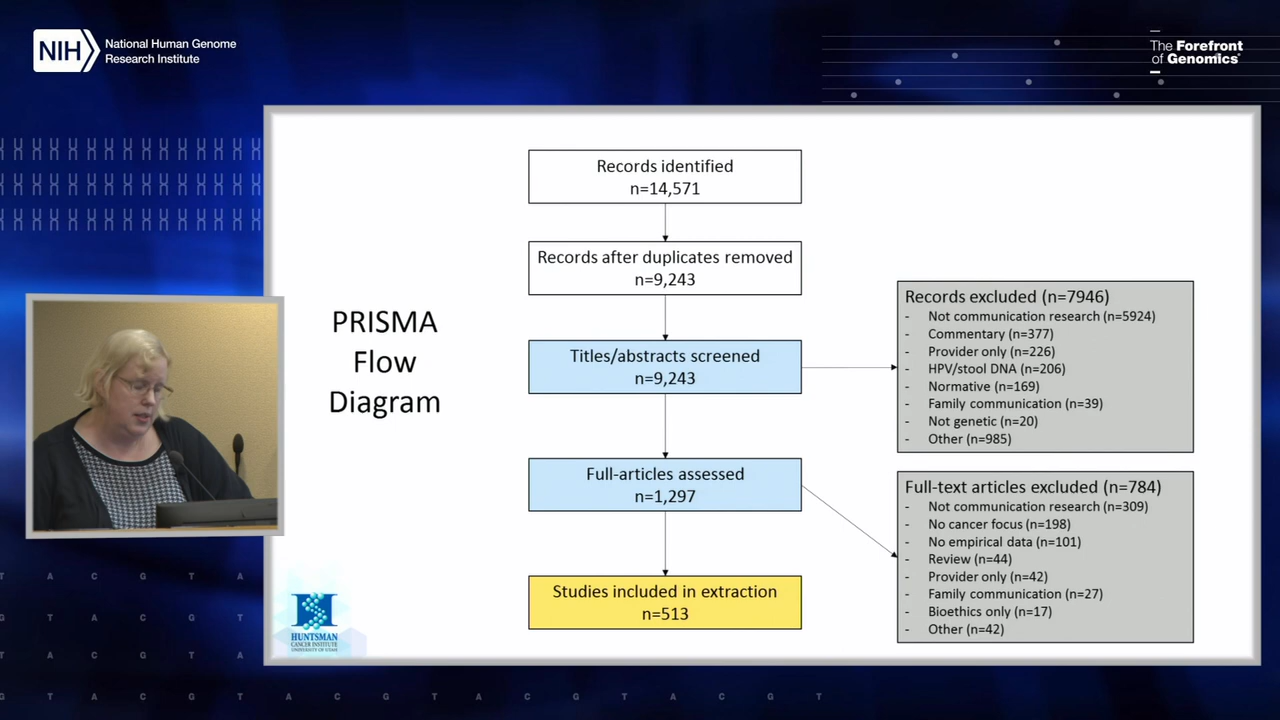 NIH
National Human Genome
Research Institute
The Forefront
of Genomics®
PRISMA
Flow
Diagram
Records identified
n=14,571
Records after duplicates removed
n=9,243
Titles/abstracts screened
n=9,243
Full-articles assessed
n=1,297
Studies included in extraction
n=513
Records excluded (n=7946)
- Not communication research (n=5924)
- Commentary (n=377)
- Provider only (n=226)
- HPV/stool DNA (n=206)
- Normative (n=169)
- Family communication (n=39)
- Not genetic (n=20)
- Other (n=985)
Full-text articles excluded (n=784)
- Not communication research (n=309)
- No cancer focus (n=198)
- No empirical data (n=101)
- Review (n=44)
- Provider only (n=42)
- Family communication (n=27)
- Bioethics only (n=17)
- Other (n=42)
HUNTSMAN
CANCER INSTITUTE
UNIVERSITY OF UTAH
T A C G T A
G T A C G T A
T A C G T A
G T A C G T A C G T A C G T A C G T